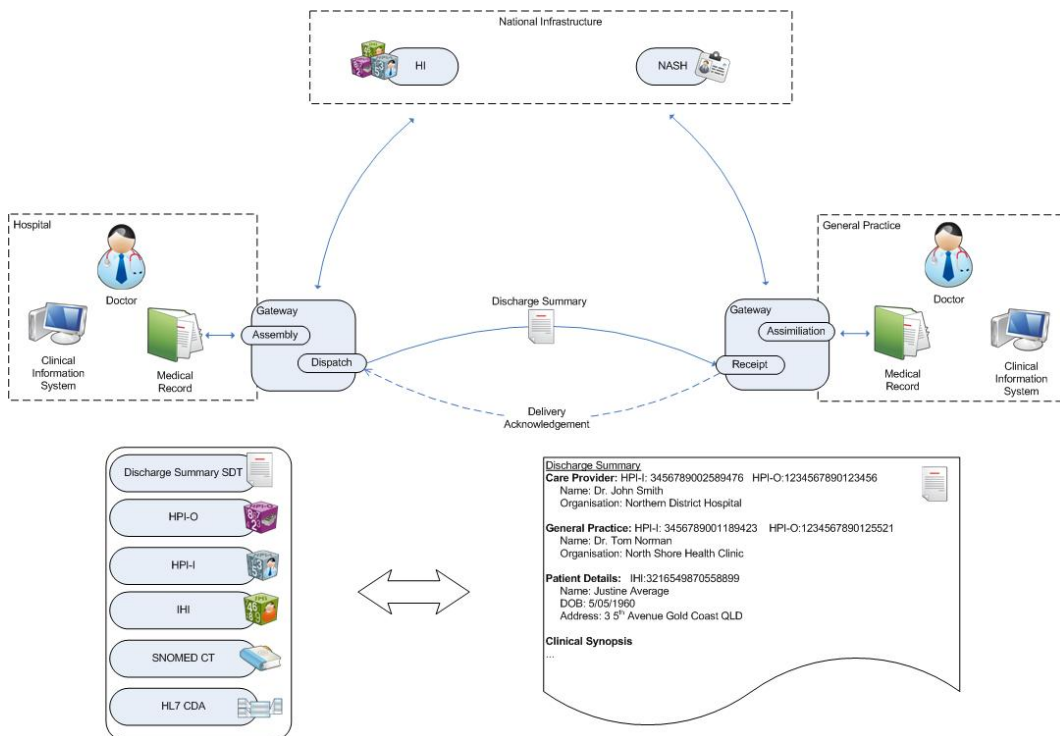 National Infrastructure
HI
NASH
Hospital
Doctor
Clinical
Information
System
Medical
Record
Gateway
Assembly
Dispatch
Discharge Summary
Delivery
Acknowledgement
General Practice
Doctor
Gateway
Assimiliation
Receipt
Medical
Record
Clinical
Information
System
Discharge Summary SDT
HPI-O
HPI-I
IHI
SNOMED CT
HL7 CDA
Discharge Summary
Care Provider: HPI-I: 3456789002589476 HPI-O:1234567890123456
Name: Dr. John Smith
Organisation: Northern District Hospital
General Practice: HPI-I: 3456789001189423 HPI-O:1234567890125521
Name: Dr. Tom Norman
Organisation: North Shore Health Clinic
Patient Details: IHI:3216549870558899
Name: Justine Average
DOB: 5/05/1960
Address: 3 5th Avenue Gold Coast QLD
Clinical Synopsis
...